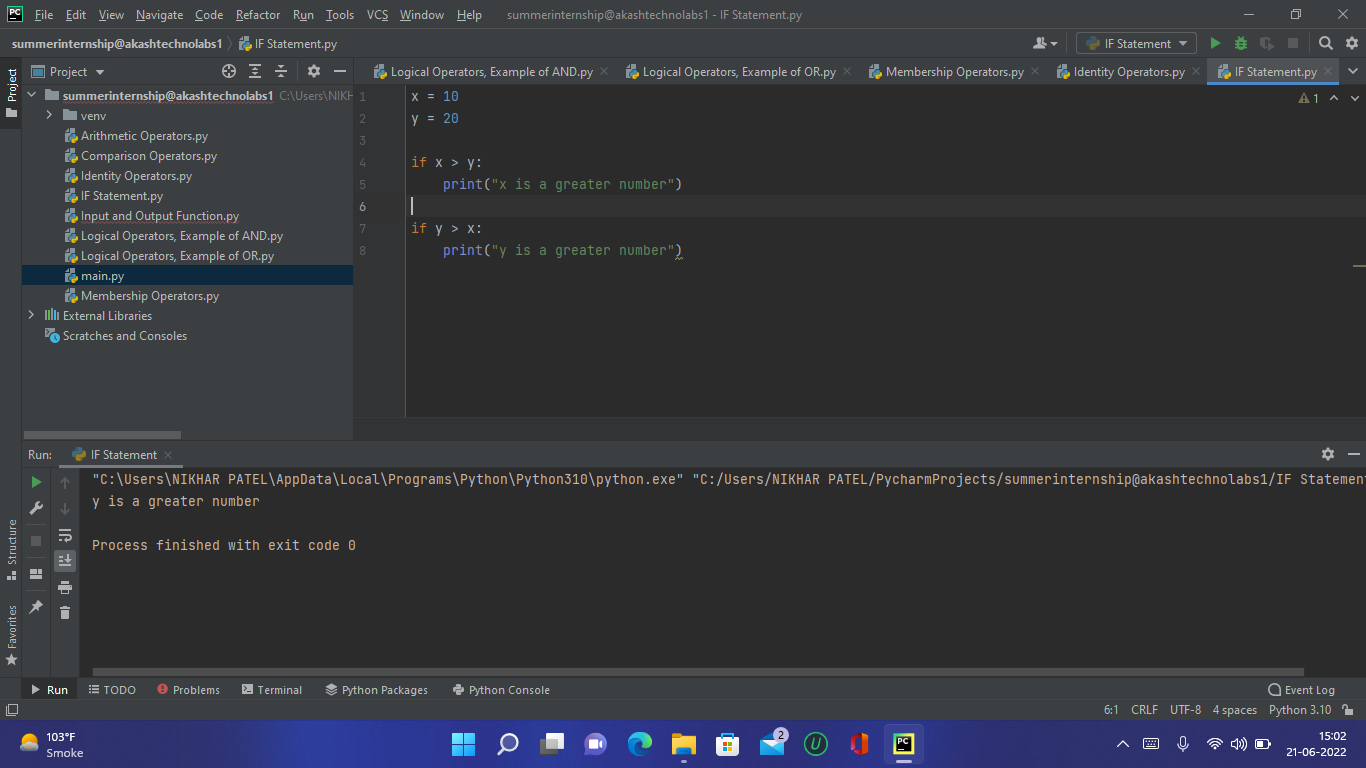 PC File Edit View Navigate Code Refactor Run Tools VCS Window Help summerinternship@akashtechnolabs1 - IF Statement.py
summerinternship@akashtechnolabs1 IF Statement.py IF Statement
Project
Project
Logical Operators, Example of AND.py Logical Operators, Example of OR.py Membership Operators.py Identity Operators.py IF Statement.py
summerinternship@akashtechnolabs1 C:\Users\NIKH
venv
Arithmetic Operators.py
Comparison Operators.py
Identity Operators.py
IF Statement.py
Input and Output Function.py
Logical Operators, Example of AND.py
Logical Operators, Example of OR.py
main.py
Membership Operators.py
External Libraries
Scratches and Consoles
1 x = 10
2 y = 20
3
4 if x > y:
5 print("x is a greater number")
6
7 if y > x:
8 print("y is a greater number")
1
Run: IF Statement
"C:\Users\NIKHAR PATEL\AppData\Local\Programs\Python\Python310\python.exe" "C:/Users/NIKHAR PATEL/PycharmProjects/summerinternship@akashtechnolabs1/IF Statement
y is a greater number
Process finished with exit code 0
Structure
Favorites
Run TODO Problems Terminal Python Packages Python Console Event Log
6:1 CRLF UTF-8 4 spaces Python 3.10
103°F
Smoke
2
U
PC
15:02
21-06-2022